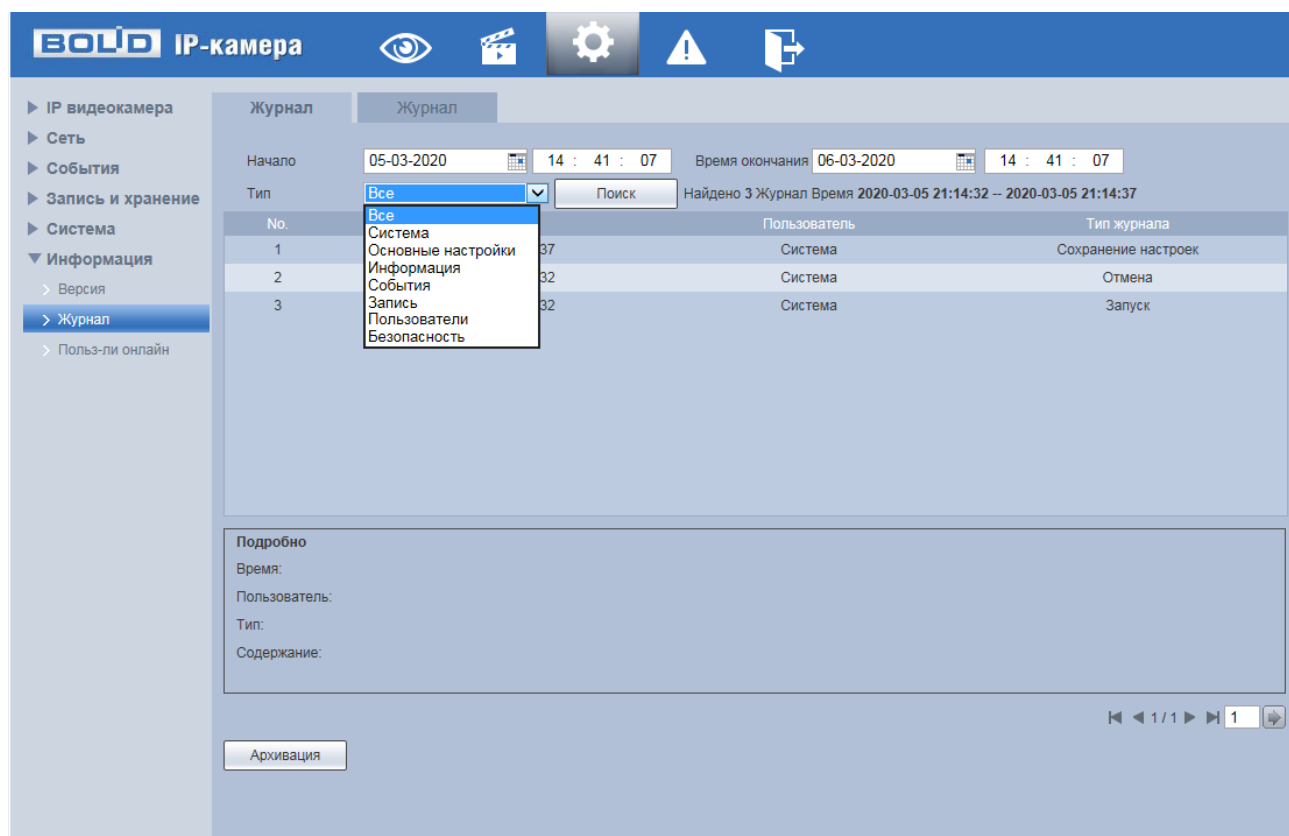 BOLID IP-камера
IP видеокамера
Сеть
События
Запись и хранение
Система
Информация
Версия
Журнал
Польз-ли онлайн
Журнал Журнал
Начало 05-03-2020 14 : 41 : 07 Время окончания 06-03-2020 14 : 41 : 07
Тип Все Поиск Найдено 3 Журнал Время 2020-03-05 21:14:32 -- 2020-03-05 21:14:37
Все
Система
Основные настройки
Информация
События
Запись
Пользователи
Безопасность
No. Пользователь Тип журнала
1 37 Система Сохранение настроек
2 32 Система Отмена
3 32 Система Запуск
Подробно
Время:
Пользователь:
Тип:
Содержание:
1 / 1 1
Архивация